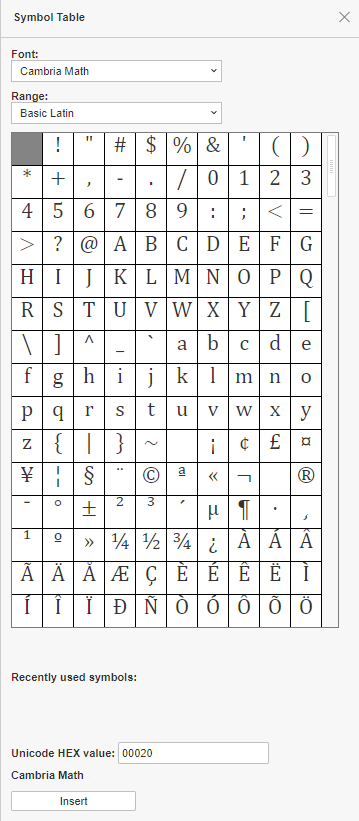 Symbol Table
Font:
Cambria Math
Range:
Basic Latin
! " # $ % & ' ( )
* + , - . / 0 1 2 3
4 5 6 7 8 9 : ; < =
> ? @ A B C D E F G
H I J K L M N O P Q
R S T U V W X Y Z [
\ ] ^ _ ` a b c d e
f g h i j k l m n o
p q r s t u v w x y
z { | } ~ ¡ ¢ £ ¤
¥ ¦ § ¨ © ª « ¬ ®
¯ ° ± ² ³ ´ µ ¶ · ¸
¹ º » ¼ ½ ¾ ¿ À Á Â
Ã Ä Å Æ Ç È É Ê Ë Ì
Í Î Ï Ð Ñ Ò Ó Ô Õ Ö
Recently used symbols:
Unicode HEX value: 00020
Cambria Math
Insert